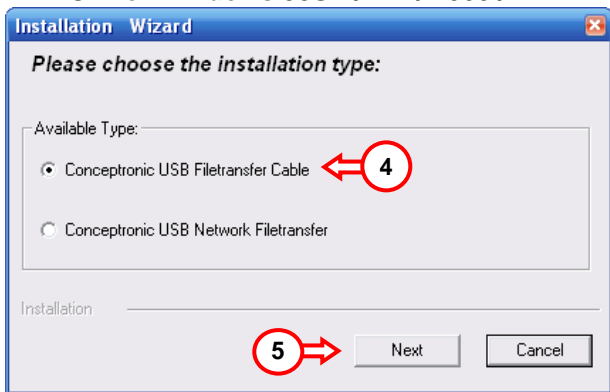 Installation Wizard
Please choose the installation type:
Available Type:
Conceptronic USB Filetransfer Cable
4
Conceptronic USB Network Filetransfer
Installation
5
Next
Cancel